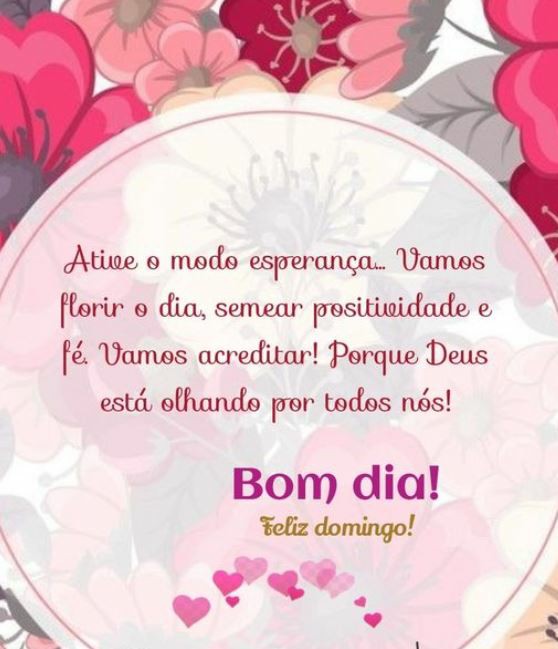 Ative o modo esperança... Vamos
florir o dia, semear positividade e
fé. Vamos acreditar! Porque Deus
está olhando por todos nós!
Bom dia!
Feliz domingo!